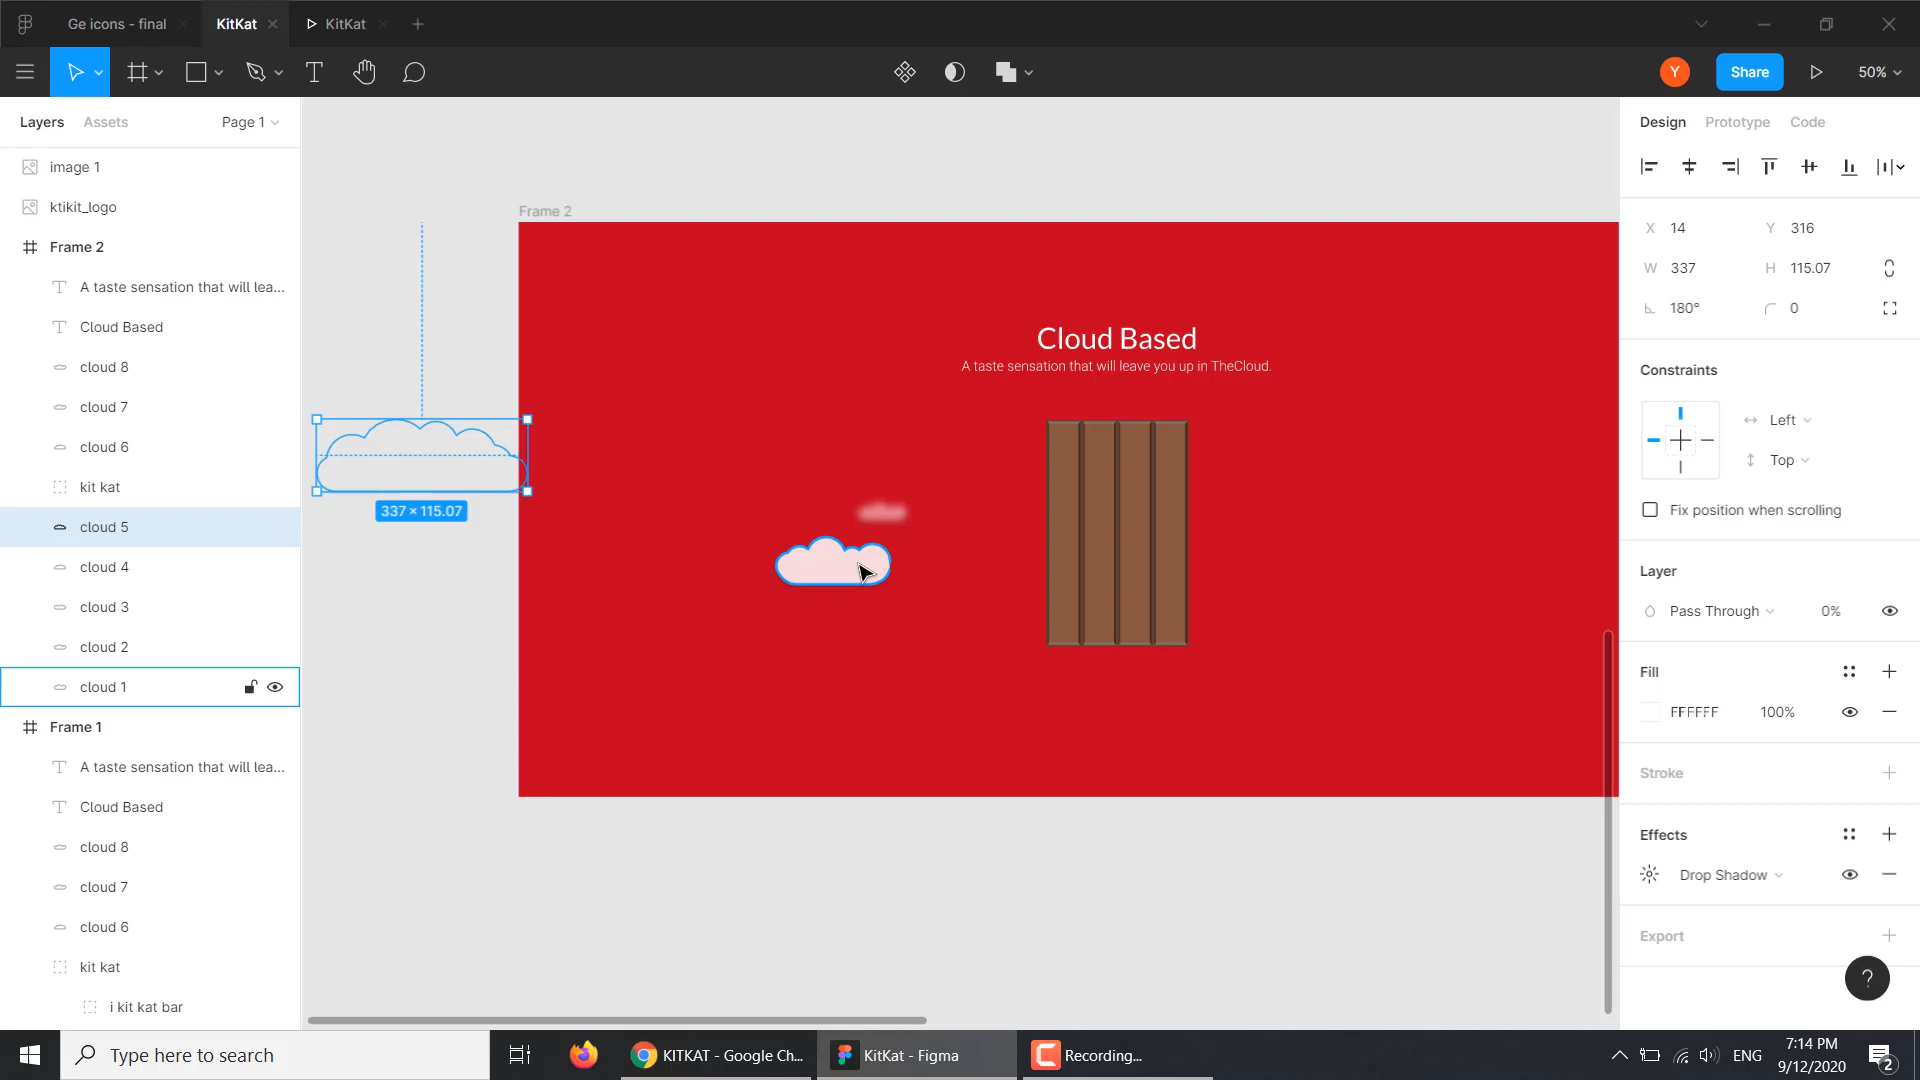 Ge icons - final
KitKat
KitKat
Share
50%
Layers
Assets
Page 1
Design
Prototype
Code
image 1
ktikit_logo
Frame 2
A taste sensation that will lea...
Cloud Based
cloud 8
cloud 7
cloud 6
kit kat
cloud 5
cloud 4
cloud 3
cloud 2
cloud 1
Frame 1
A taste sensation that will lea...
Cloud Based
cloud 8
cloud 7
cloud 6
kit kat
i kit kat bar
Frame 2
Cloud Based
A taste sensation that will leave you up in TheCloud.
337 × 115.07
X 14
Y 316
W 337
H 115.07
180°
0
Constraints
Left
Top
Fix position when scrolling
Layer
Pass Through
0%
Fill
FFFFFF
100%
Stroke
Effects
Drop Shadow
Export
?
Y
Type here to search
KITKAT - Google Ch...
KitKat - Figma
Recording...
ENG
7:14 PM
9/12/2020
2